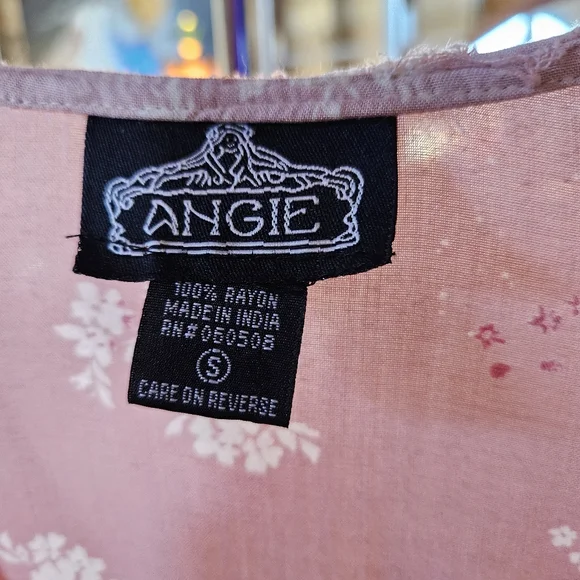 ANGIE
100% RAYON
MADE IN INDIA
RN# 060508
S
CARE ON REVERSE